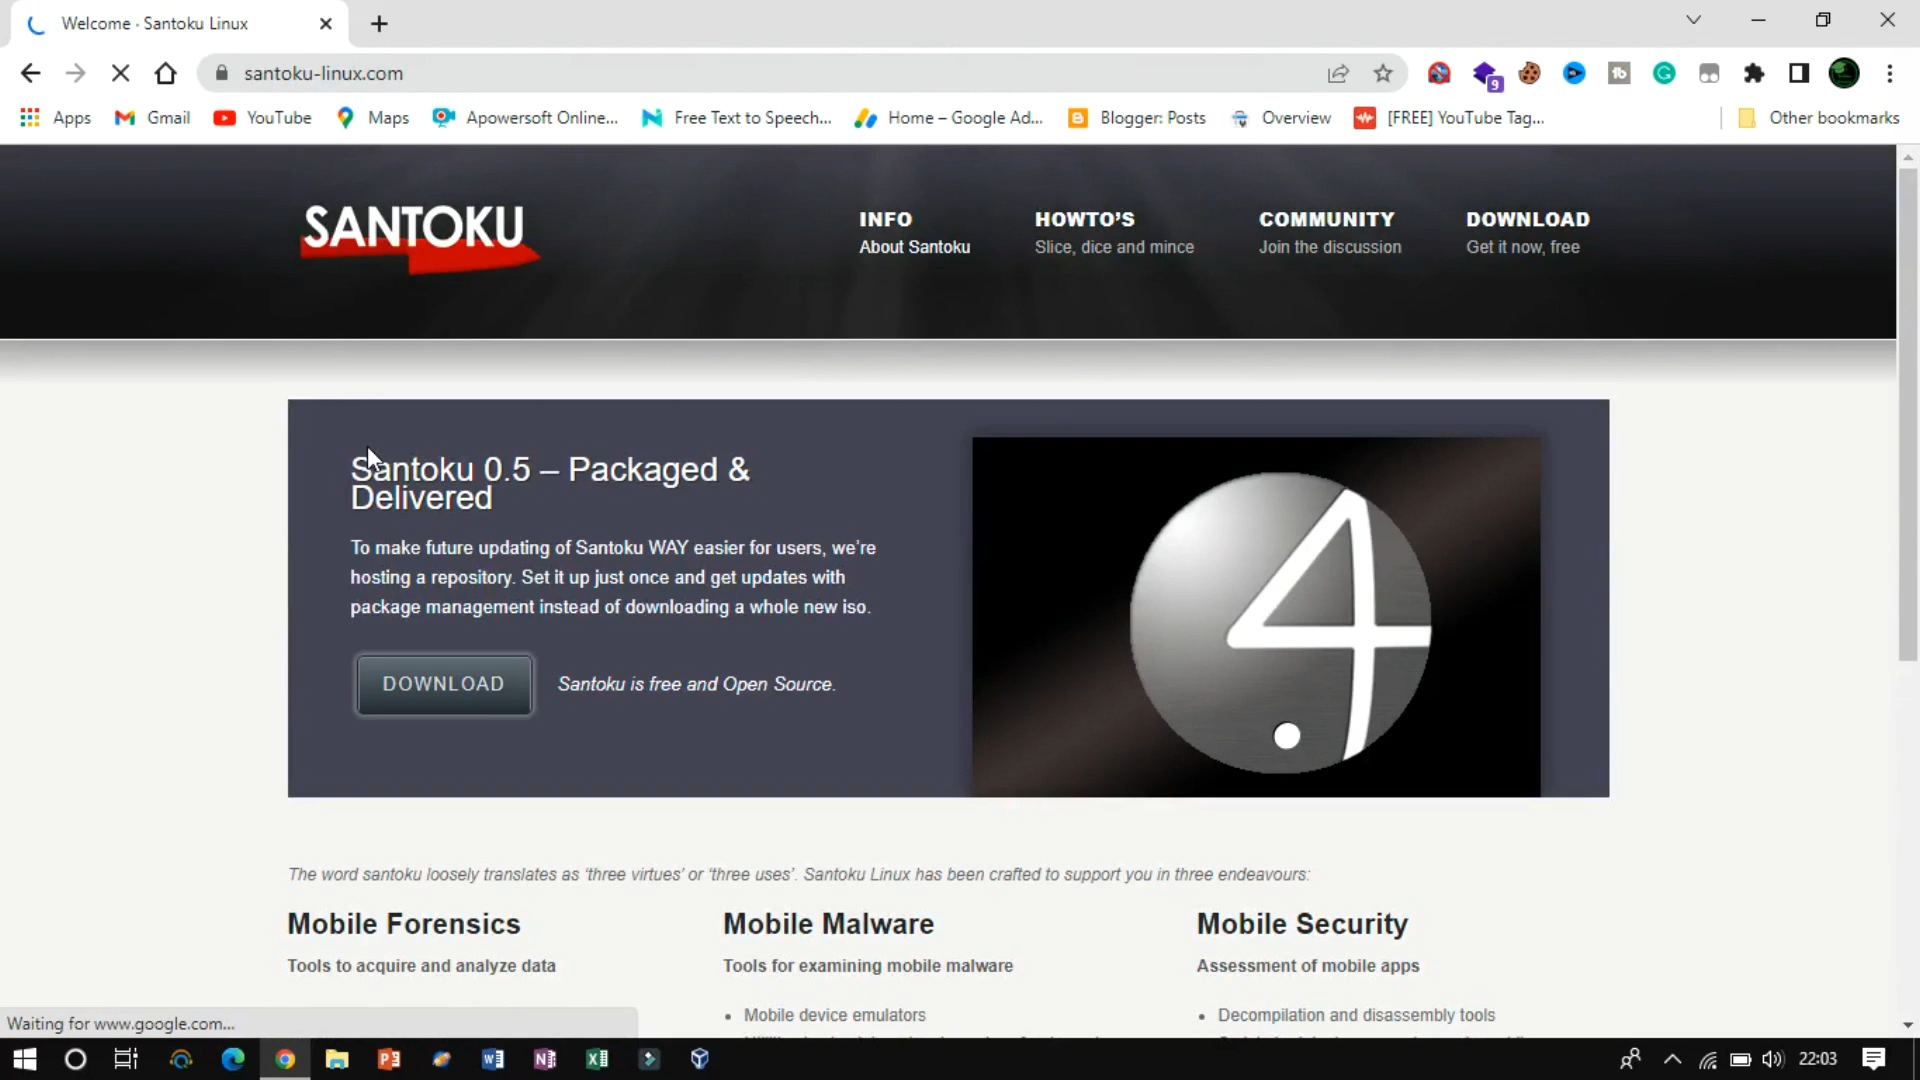 Welcome · Santoku Linux
santoku-linux.com
9
Apps Gmail YouTube Maps Apowersoft Online... Free Text to Speech... Home – Google Ad... Blogger: Posts Overview [FREE] YouTube Tag... Other bookmarks
SANTOKU
INFO HOWTO'S COMMUNITY DOWNLOAD
About Santoku Slice, dice and mince Join the discussion Get it now, free
Santoku 0.5 – Packaged &
Delivered
To make future updating of Santoku WAY easier for users, we're
hosting a repository. Set it up just once and get updates with
package management instead of downloading a whole new iso.
DOWNLOAD Santoku is free and Open Source.
.4
The word santoku loosely translates as 'three virtues' or 'three uses'. Santoku Linux has been crafted to support you in three endeavours:
Mobile Forensics Mobile Malware Mobile Security
Tools to acquire and analyze data Tools for examining mobile malware Assessment of mobile apps
• Mobile device emulators • Decompilation and disassembly tools
Waiting for www.google.com...
22:03